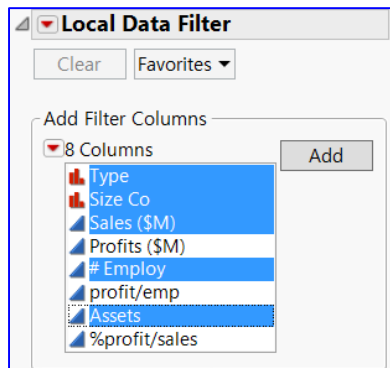 Local Data Filter
Clear Favorites
Add Filter Columns
8 Columns Add
Type
Size Co
Sales ($M)
Profits ($M)
# Employ
profit/emp
Assets
%profit/sales